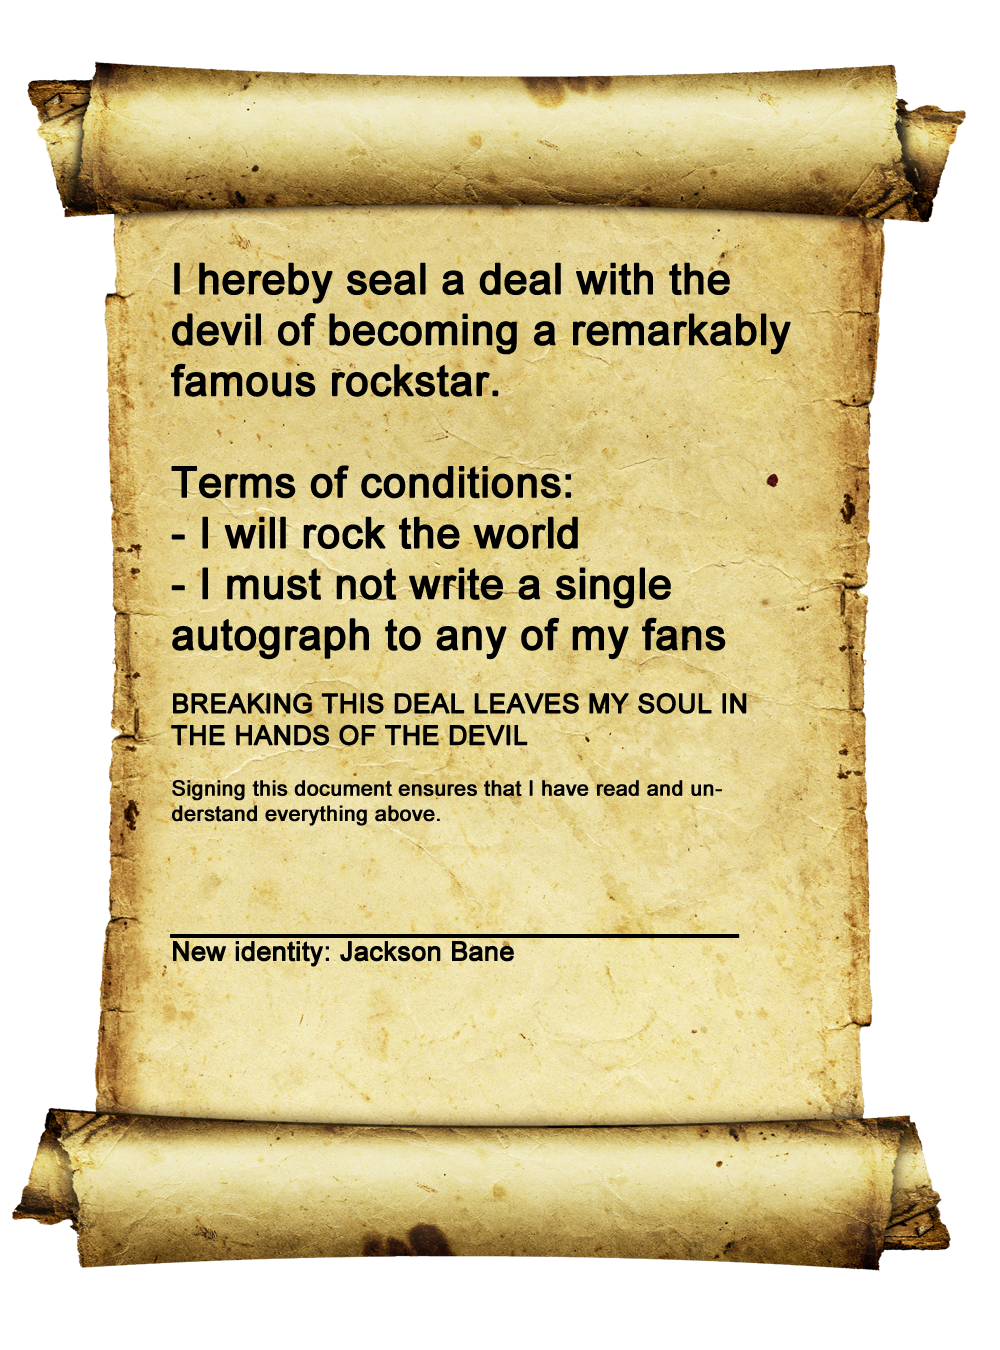 I hereby seal a deal with the
devil of becoming a remarkably
famous rockstar.
Terms of conditions:
- I will rock the world
- I must not write a single
autograph to any of my fans
BREAKING THIS DEAL LEAVES MY SOUL IN
THE HANDS OF THE DEVIL
Signing this document ensures that I have read and un-
derstand everything above.
New identity: Jackson Bane